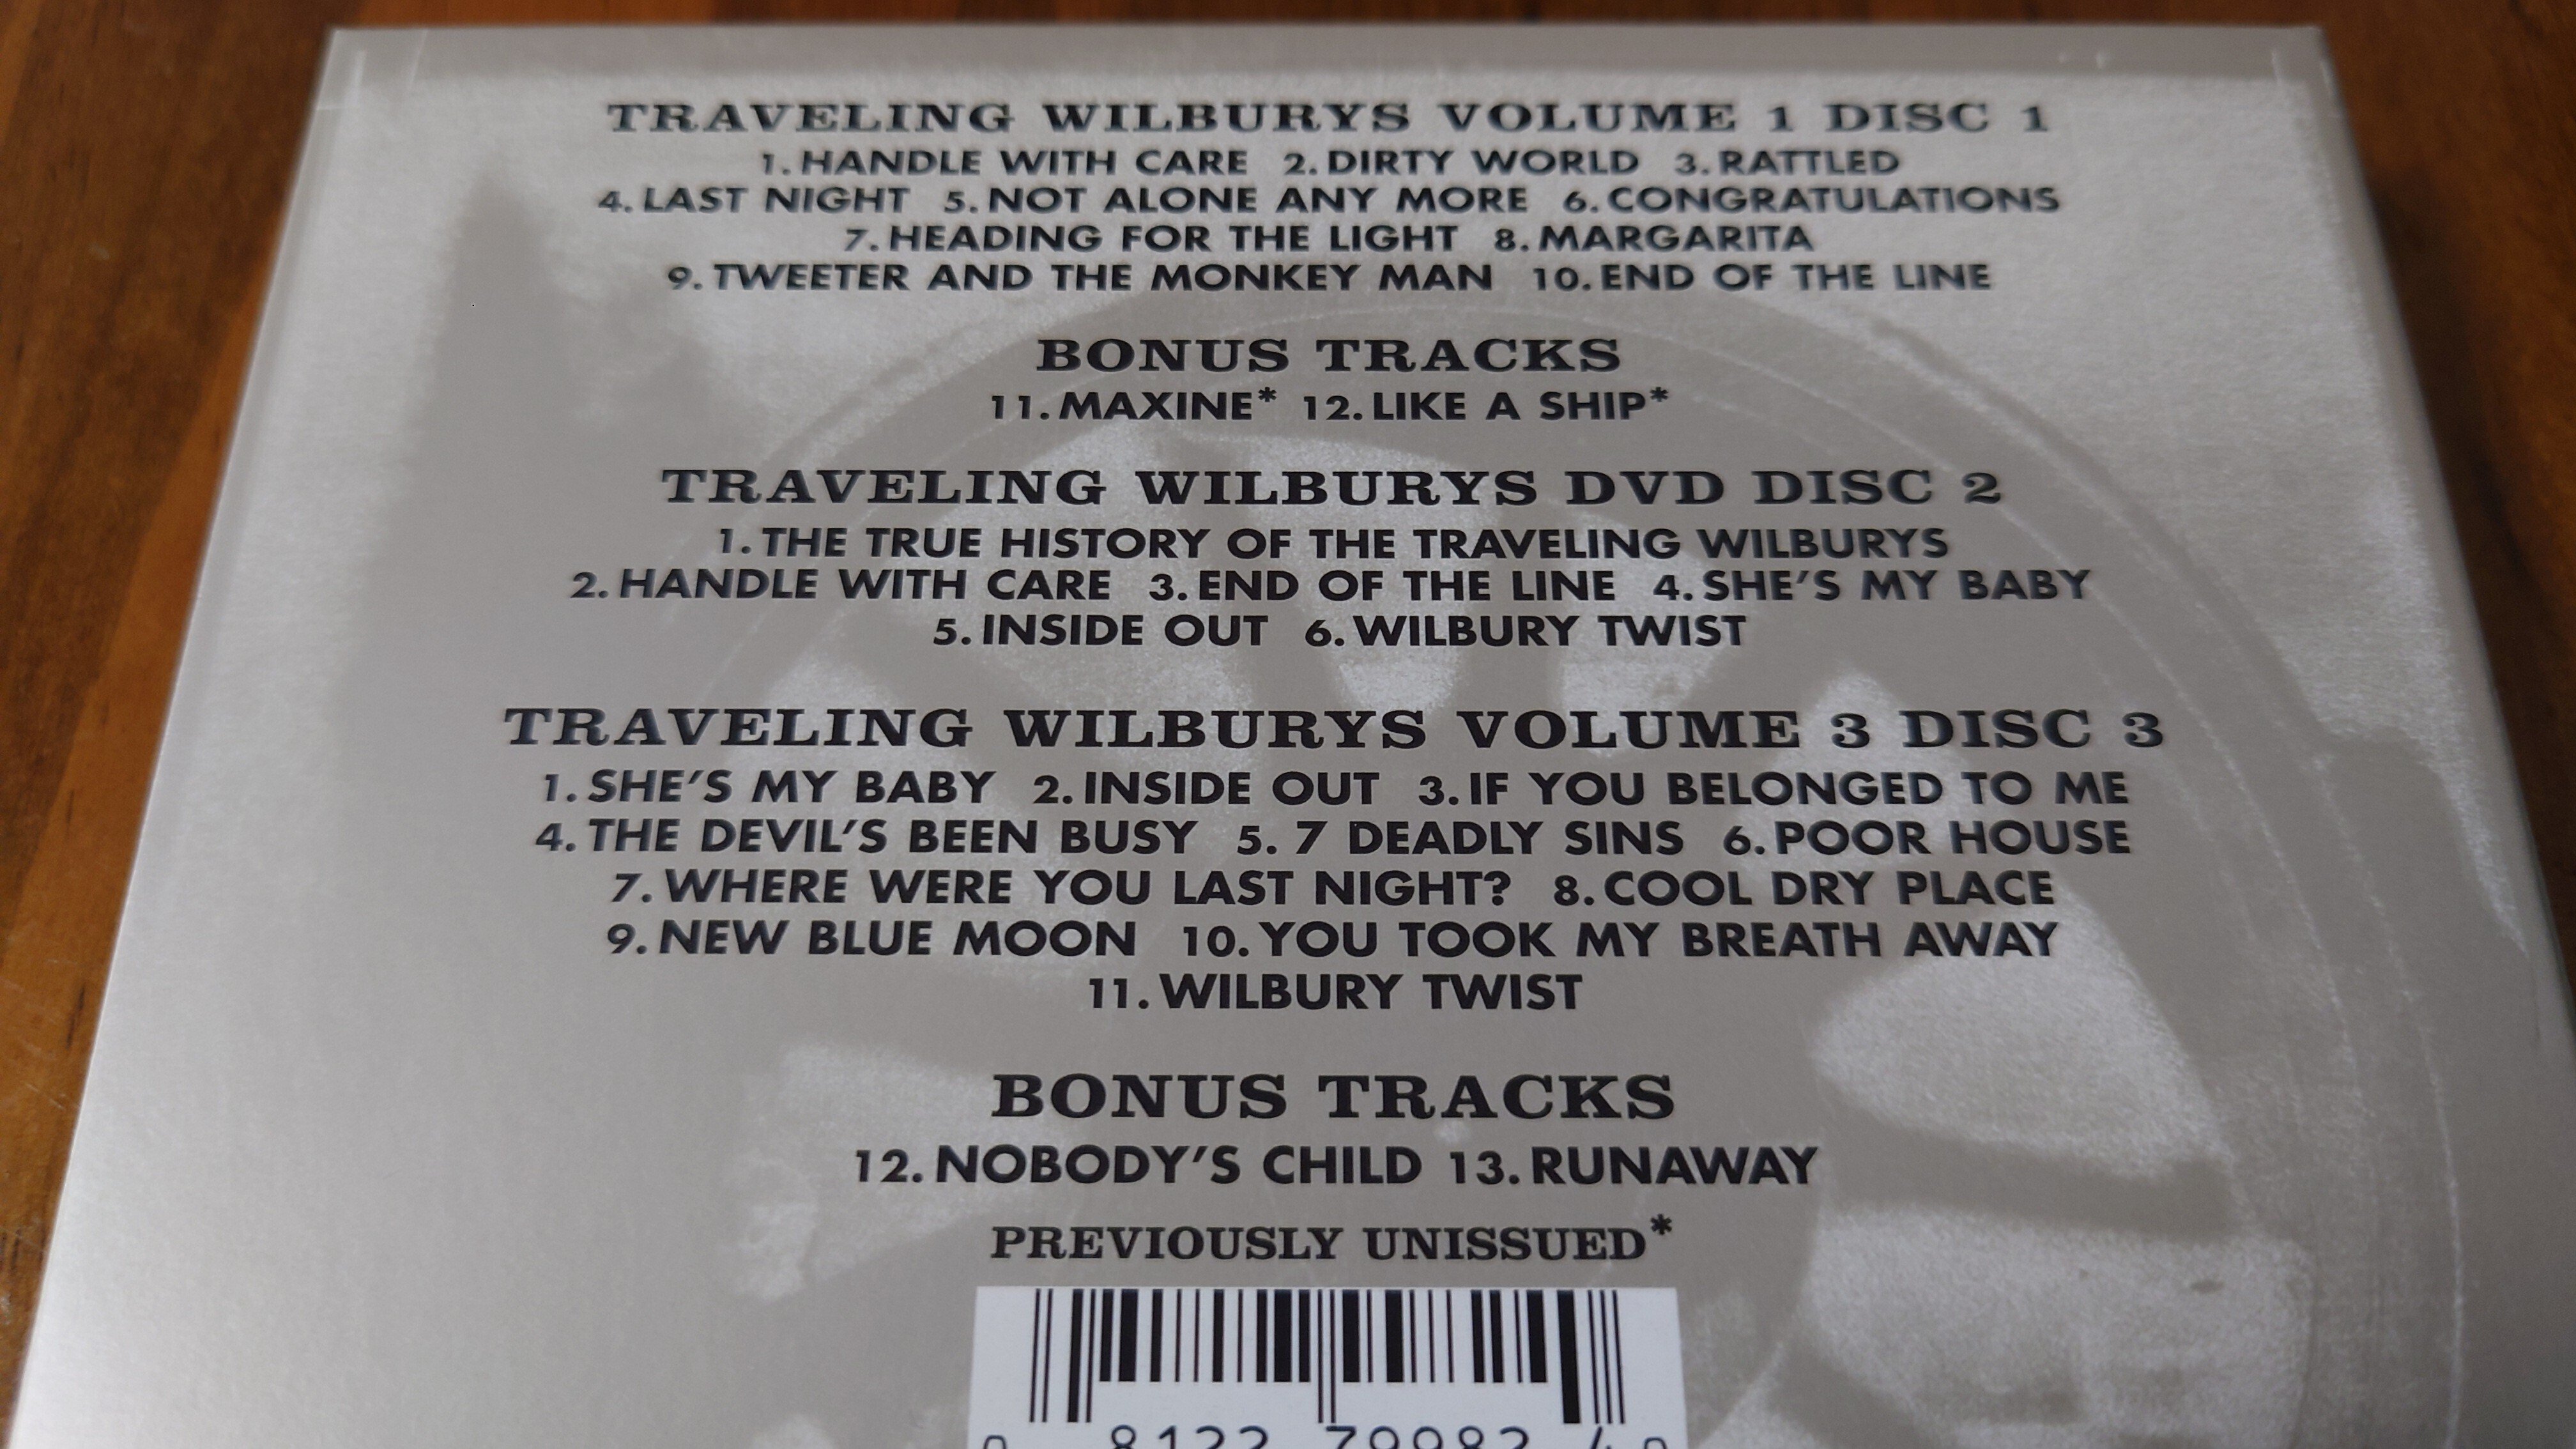 TRAVELING WILBURYS VOLUME 1 DISC 1
1. HANDLE WITH CARE 2. DIRTY WORLD 3. RATTLED
4. LAST NIGHT 5. NOT ALONE ANY MORE 6. CONGRATULATIONS
7. HEADING FOR THE LIGHT 8. MARGARITA
9. TWEETER AND THE MONKEY MAN 10. END OF THE LINE
BONUS TRACKS
11. MAXINE* 12. LIKE A SHIP*
TRAVELING WILBURYS DVD DISC 2
1. THE TRUE HISTORY OF THE TRAVELING WILBURYS
2. HANDLE WITH CARE 3. END OF THE LINE 4. SHE'S MY BABY
5. INSIDE OUT 6. WILBURY TWIST
TRAVELING WILBURYS VOLUME 3 DISC 3
1. SHE'S MY BABY 2. INSIDE OUT 3. IF YOU BELONGED TO ME
4. THE DEVIL'S BEEN BUSY 5. 7 DEADLY SINS 6. POOR HOUSE
7. WHERE WERE YOU LAST NIGHT? 8. COOL DRY PLACE
9. NEW BLUE MOON 10. YOU TOOK MY BREATH AWAY
11. WILBURY TWIST
BONUS TRACKS
12. NOBODY'S CHILD 13. RUNAWAY
PREVIOUSLY UNISSUED*
8122 79982 4